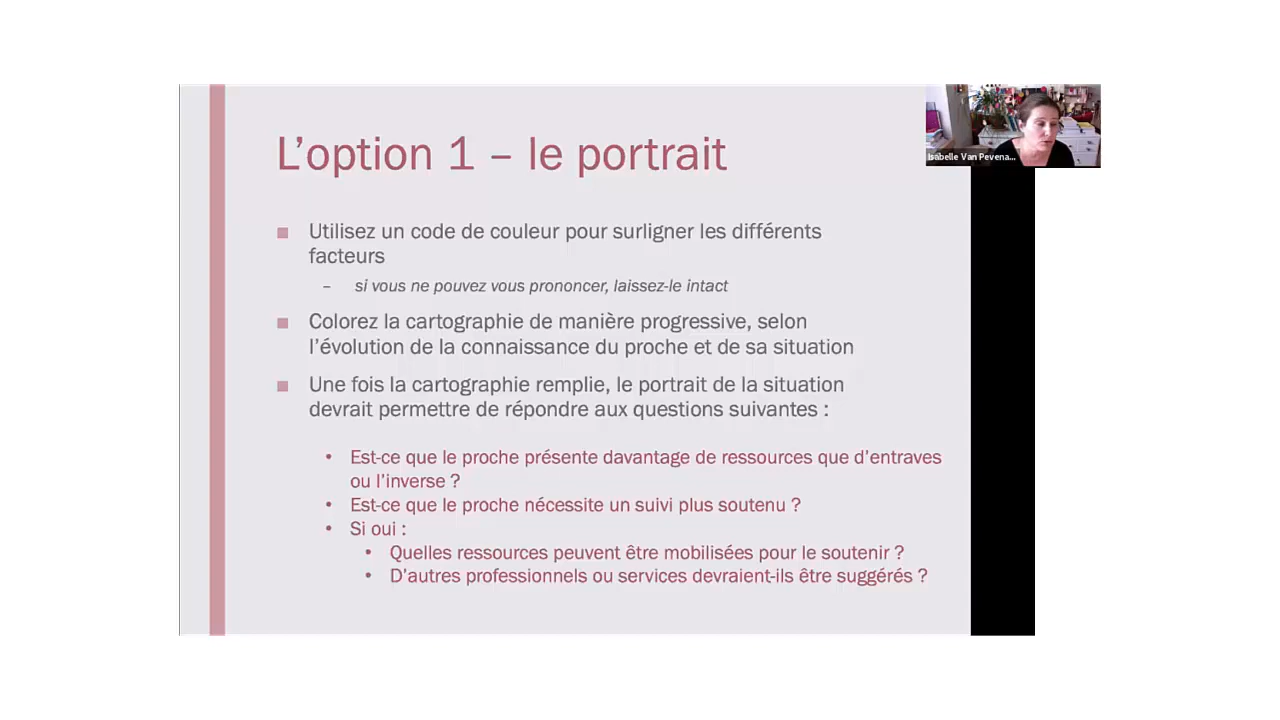 L'option 1 – le portrait
Isabelle Van Pevena...
■ Utilisez un code de couleur pour surligner les différents
facteurs
– si vous ne pouvez vous prononcer, laissez-le intact
■ Colorez la cartographie de manière progressive, selon
l'évolution de la connaissance du proche et de sa situation
■ Une fois la cartographie remplie, le portrait de la situation
devrait permettre de répondre aux questions suivantes :
• Est-ce que le proche présente davantage de ressources que d'entraves
ou l'inverse ?
• Est-ce que le proche nécessite un suivi plus soutenu ?
• Si oui :
• Quelles ressources peuvent être mobilisées pour le soutenir ?
• D'autres professionnels ou services devraient-ils être suggérés ?